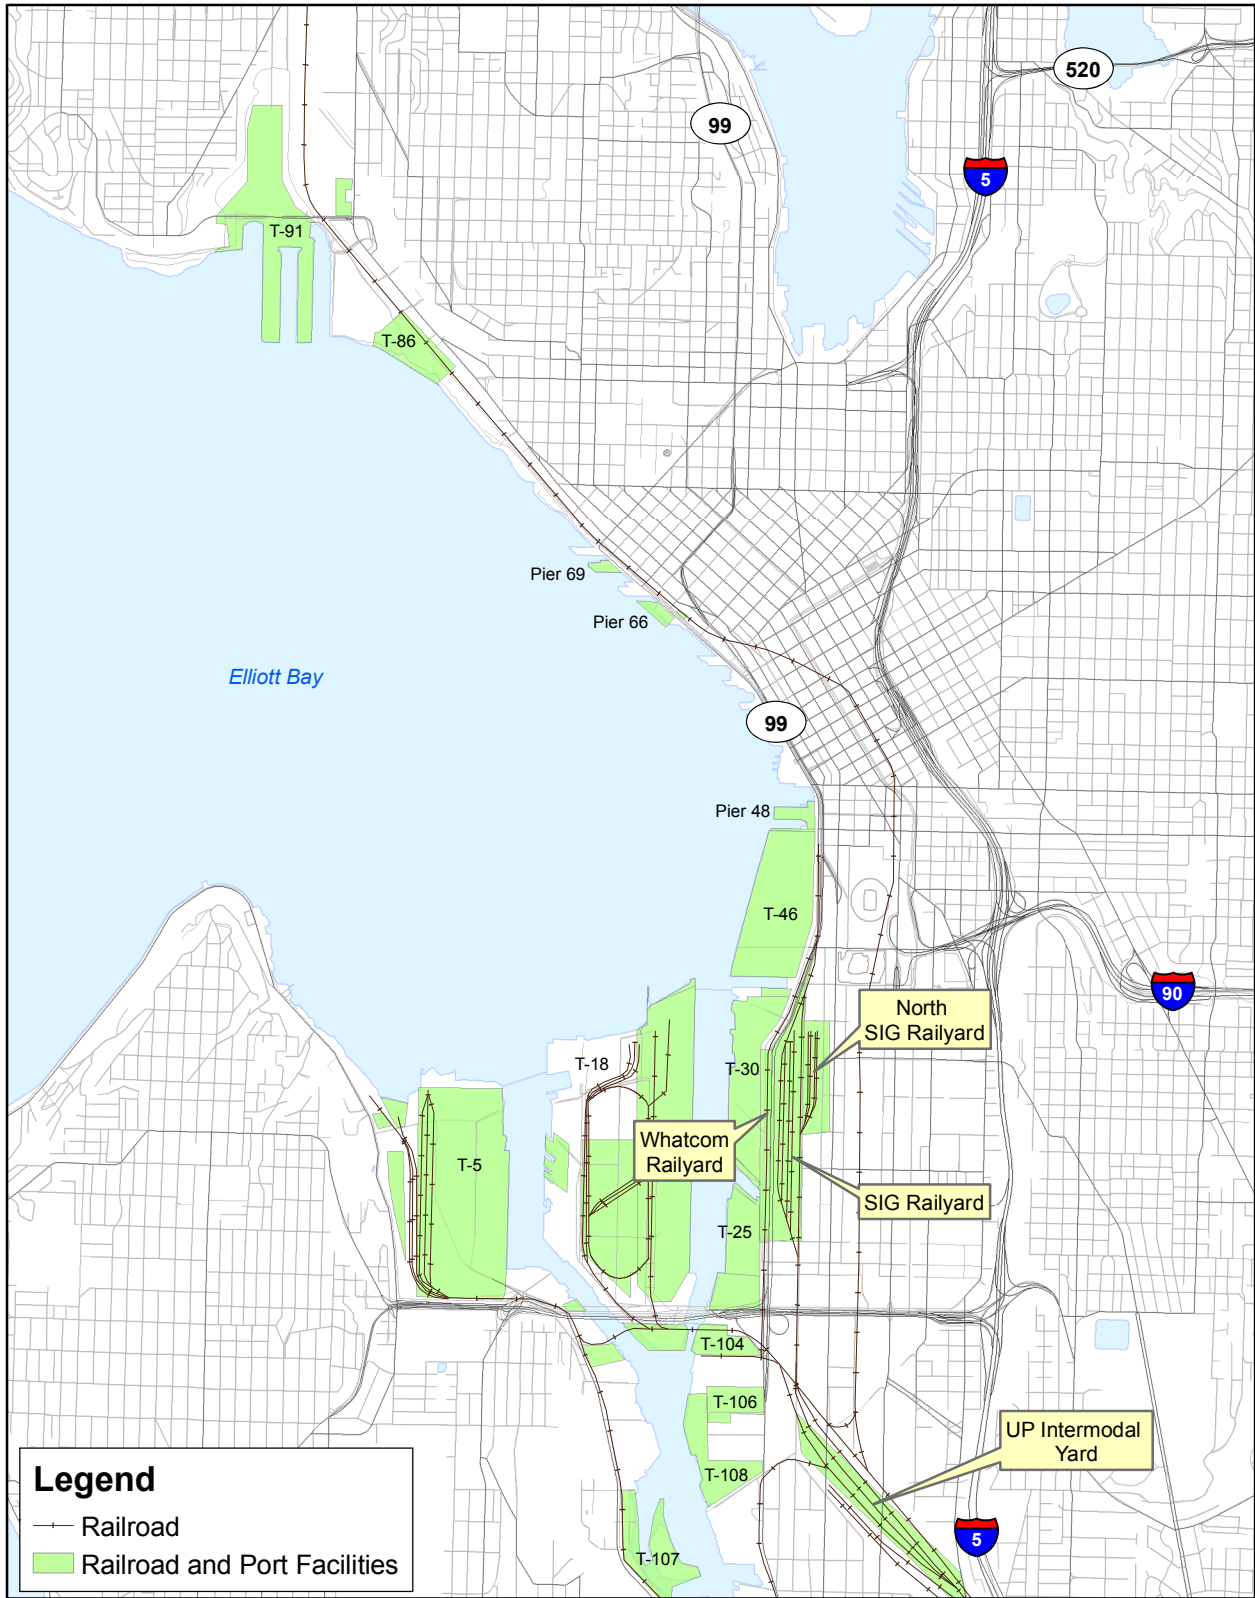 520
99
5
T-91
T-86
Pier 69
Pier 66
Elliott Bay
99
Pier 48
T-46
90
North
SIG Railyard
T-18
T-30
Whatcom
Railyard
T-5
SIG Railyard
T-25
T-104
T-106
UP Intermodal
Yard
T-108
5
T-107
Legend
Railroad
Railroad and Port Facilities